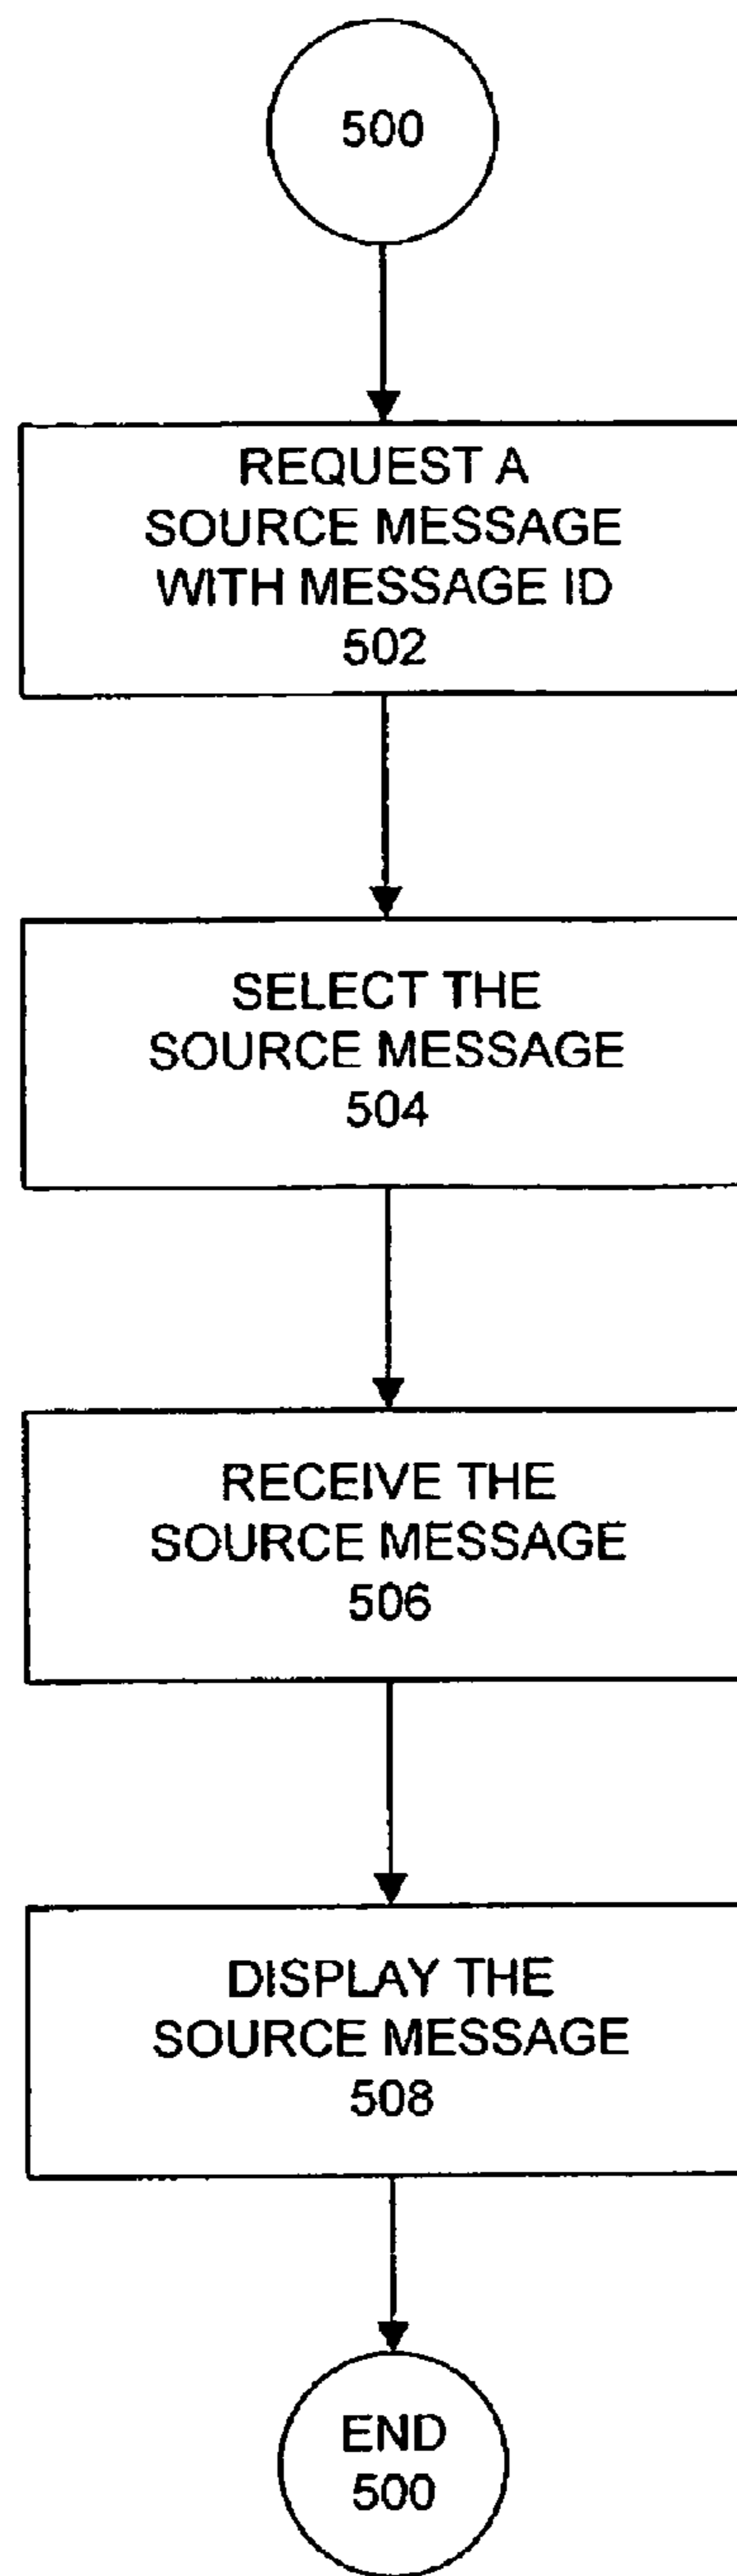 500
REQUEST A
SOURCE MESSAGE
WITH MESSAGE ID
502
SELECT THE
SOURCE MESSAGE
504
RECEIVE THE
SOURCE MESSAGE
506
DISPLAY THE
SOURCE MESSAGE
508
END
500